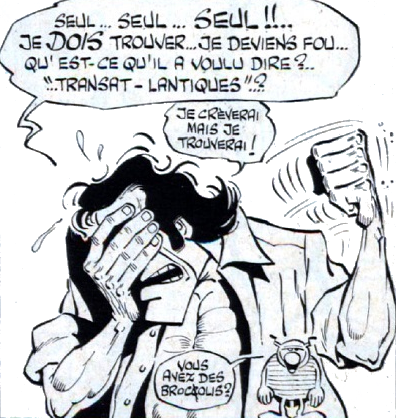 SEUL... SEUL... SEUL!!..
JE DOIS TROUVER...JE DEVIENS FOU...
QU'EST-CE QU'IL A VOULU DIRE?..
"..TRANSAT-LANTIQUES".?
JE CRÈVERAI
MAIS JE
TROUVERAI!
VOUS
AVEZ DES
BROCOLIS?